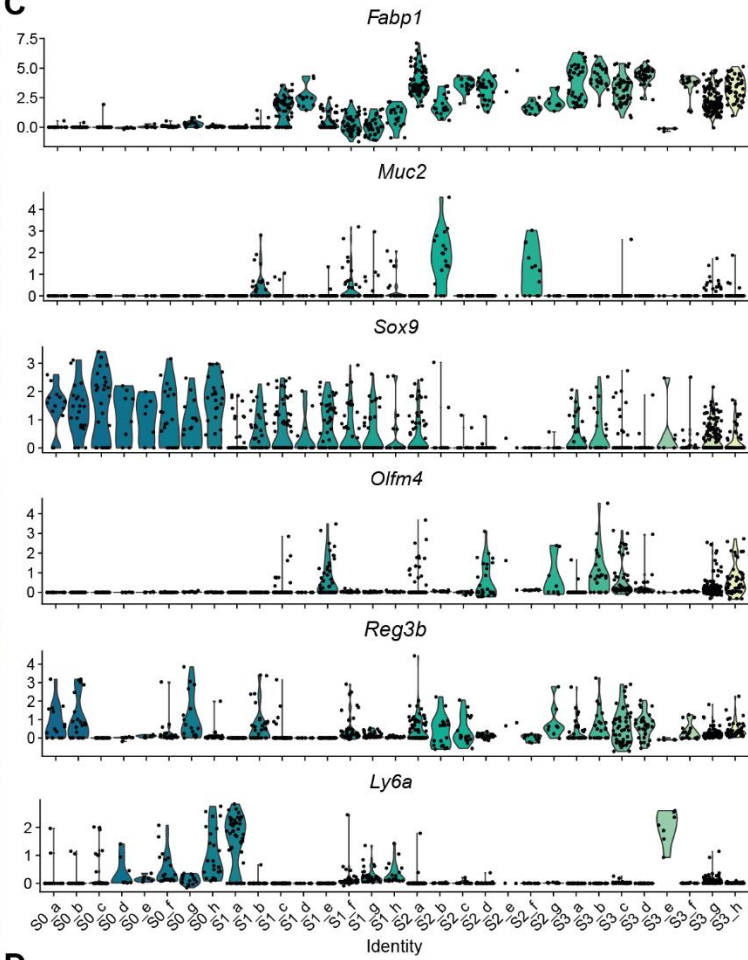 C
Fabp1
7.5
5.0
2.5
0.0
Muc2
4
3
2
1
0
Sox9
3
2
1
0
Olfm4
4
3
2
1
0
Reg3b
4
3
2
1
0
Ly6a
2
1
0
S0_a S0_b S0_c S0_d S0_e S0_f S0_g S0_h S1_a S1_b S1_c S1_d S1_e S1_f S1_g S1_h S2_a S2_b S2_c S2_d S2_e S2_f S2_g S3_a S3_b S3_c S3_d S3_e S3_f S3_g S3_h
Identity
D